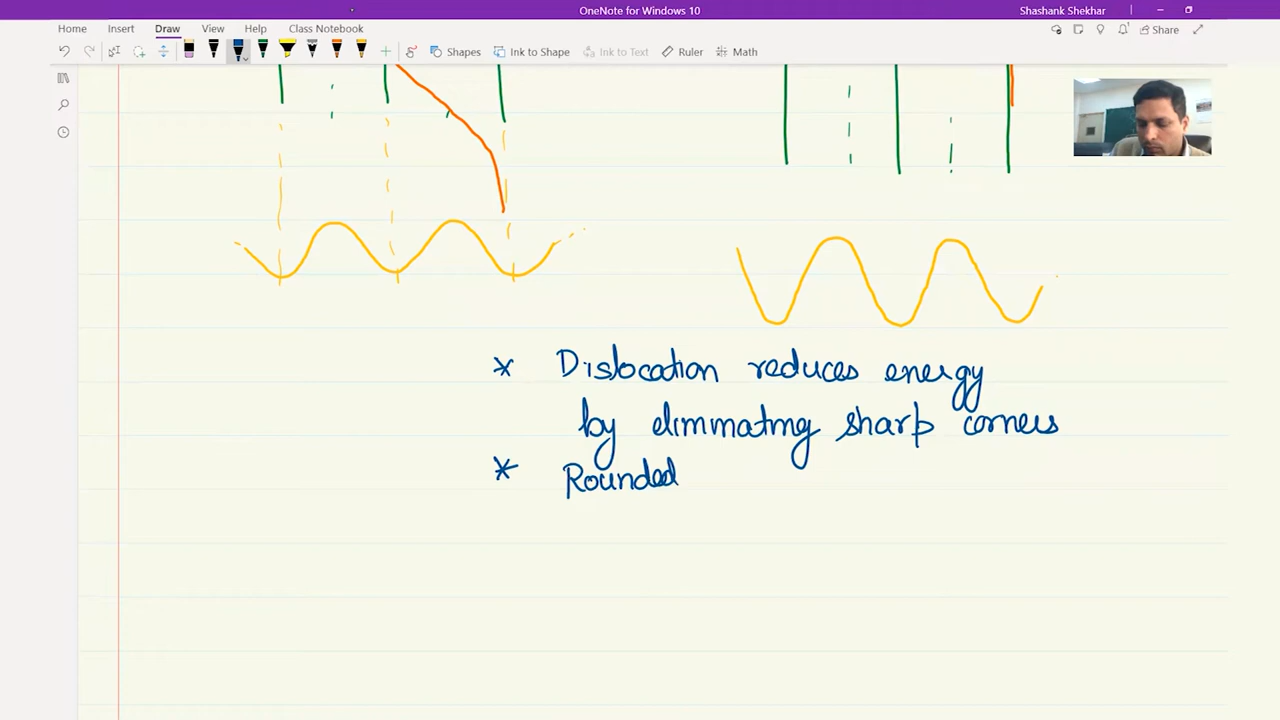 OneNote for Windows 10
Shashank Shekhar
Home Insert Draw View Help Class Notebook
Share
Shapes Ink to Shape Ink to Text Ruler Math
* Dislocation reduces energy
by eliminating sharp corners
* Rounded